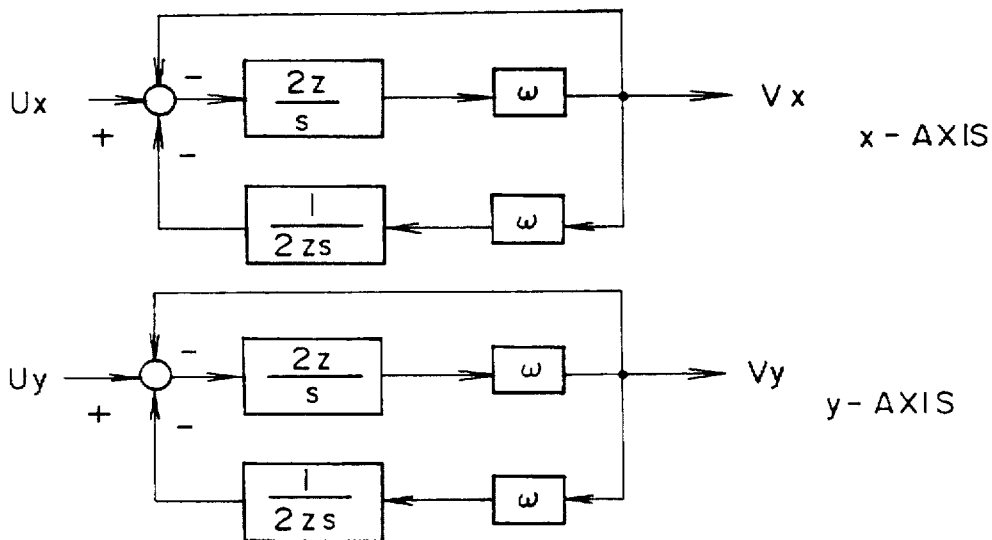 Ux + − − 2z/s ω Vx
1/2zs ω
x - AXIS
Uy + − − 2z/s ω Vy
1/2zs ω
y - AXIS